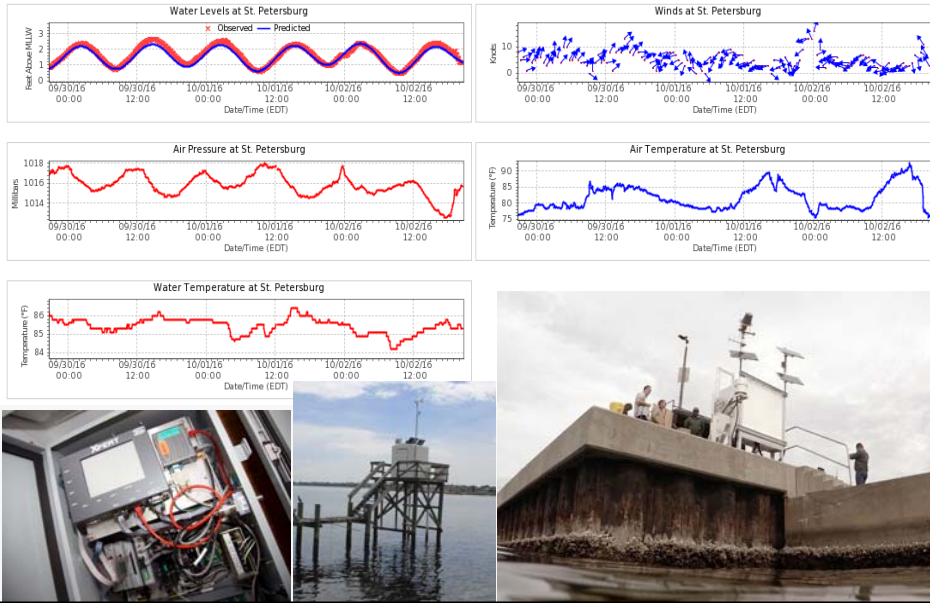 Water Levels at St. Petersburg
Observed Predicted
Feet Above MLLW
3
2
1
0
09/30/16 09/30/16 10/01/16 10/01/16 10/02/16 10/02/16
00:00 12:00 00:00 12:00 00:00 12:00
Date/Time (EDT)
Winds at St. Petersburg
Knots
10
0
09/30/16 09/30/16 10/01/16 10/01/16 10/02/16 10/02/16
00:00 12:00 00:00 12:00 00:00 12:00
Date/Time (EDT)
Air Pressure at St. Petersburg
Millibars
1018
1016
1014
09/30/16 09/30/16 10/01/16 10/01/16 10/02/16 10/02/16
00:00 12:00 00:00 12:00 00:00 12:00
Date/Time (EDT)
Air Temperature at St. Petersburg
Temperature (°F)
90
85
80
75
09/30/16 09/30/16 10/01/16 10/01/16 10/02/16 10/02/16
00:00 12:00 00:00 12:00 00:00 12:00
Date/Time (EDT)
Water Temperature at St. Petersburg
Temperature (°F)
86
85
84
09/30/16 09/30/16 10/01/16 10/01/16 10/02/16 10/02/16
00:00 12:00 00:00 12:00 00:00 12:00
Date/Time (EDT)
XPERT